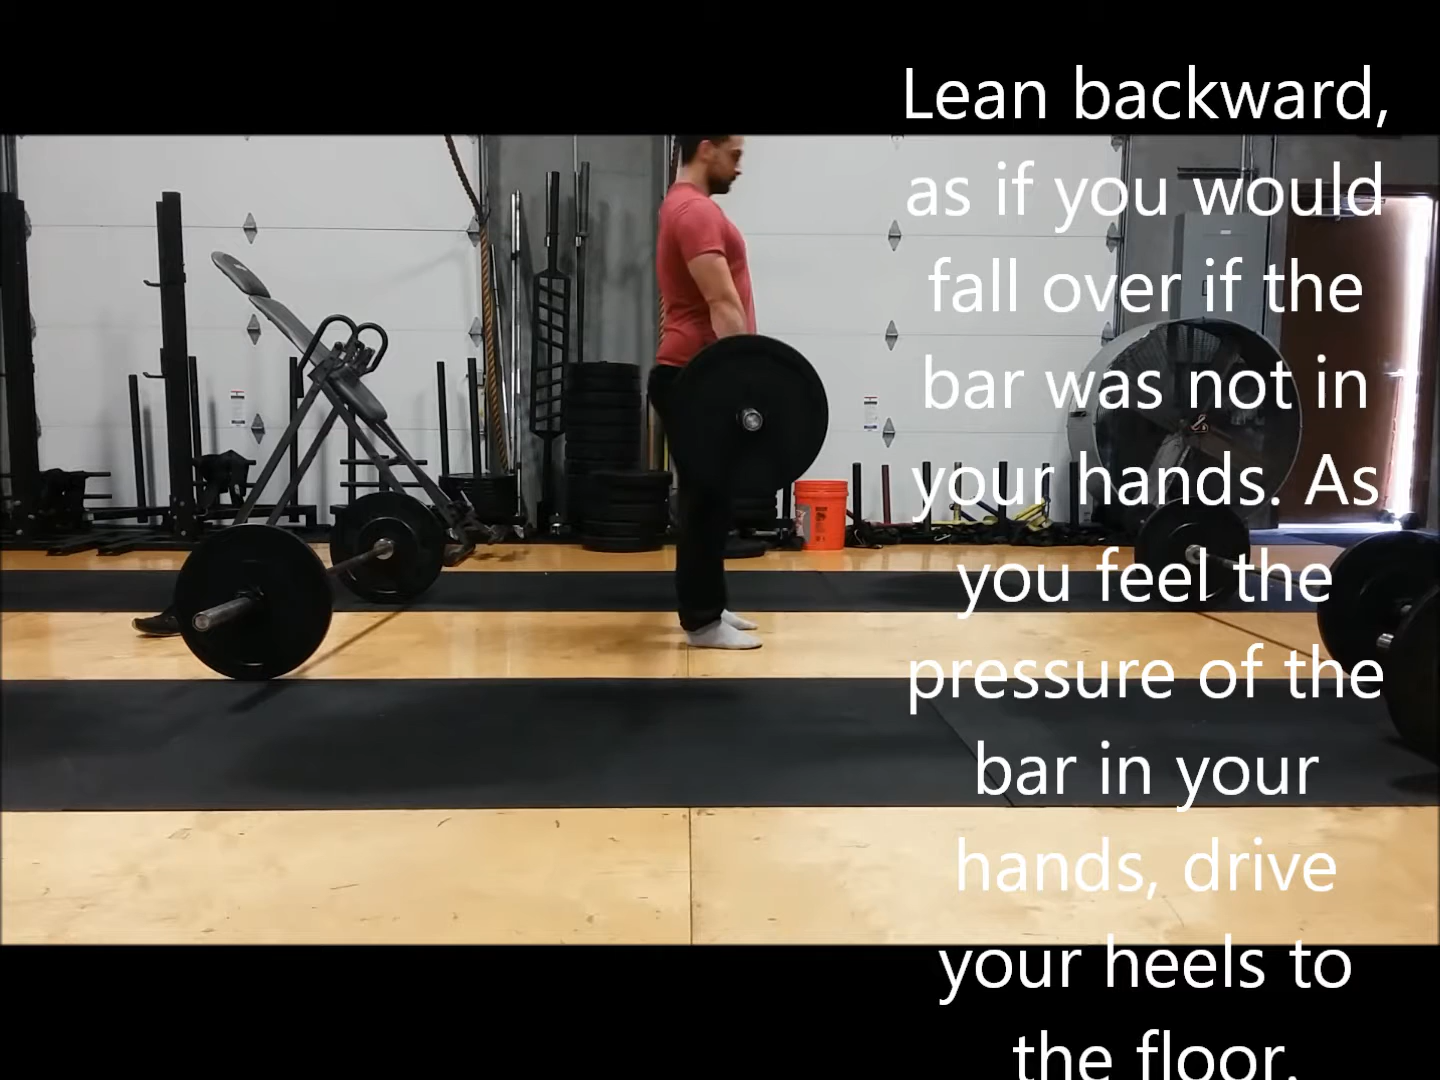 Lean backward,
as if you would
fall over if the
bar was not in
your hands. As
you feel the
pressure of the
bar in your
hands, drive
your heels to
the floor.